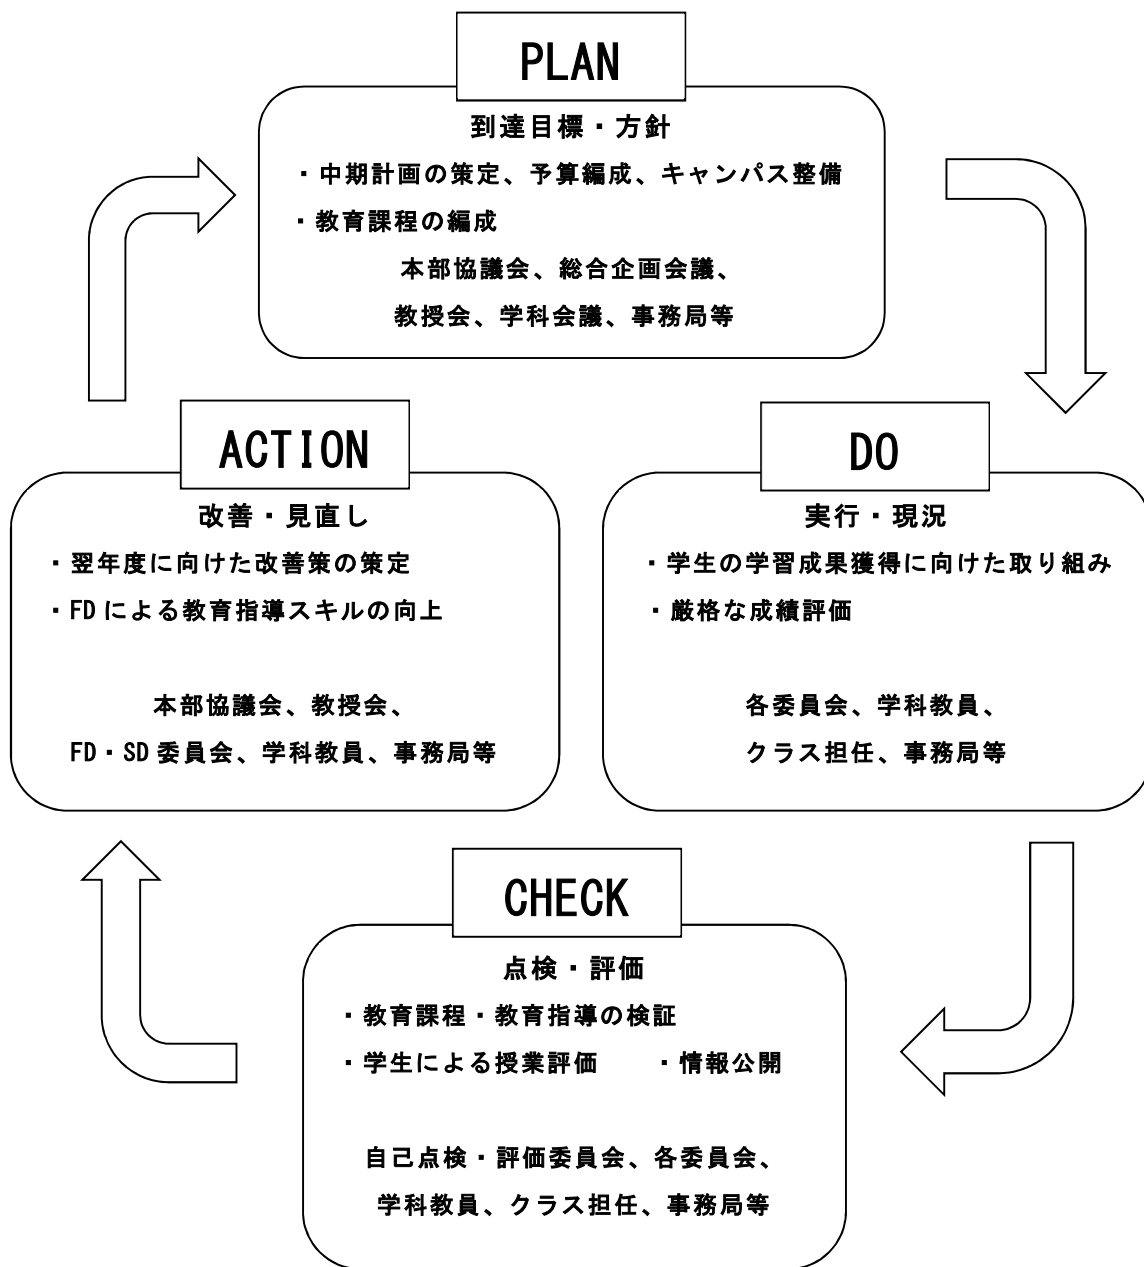 PLAN
到達目標・方針
・中期計画の策定、予算編成、キャンパス整備
・教育課程の編成
本部協議会、総合企画会議、
教授会、学科会議、事務局等
DO
実行・現況
・学生の学習成果獲得に向けた取り組み
・厳格な成績評価
各委員会、学科教員、
クラス担任、事務局等
CHECK
点検・評価
・教育課程・教育指導の検証
・学生による授業評価　　・情報公開
自己点検・評価委員会、各委員会、
学科教員、クラス担任、事務局等
ACTION
改善・見直し
・翌年度に向けた改善策の策定
・FDによる教育指導スキルの向上
本部協議会、教授会、
FD・SD委員会、学科教員、事務局等